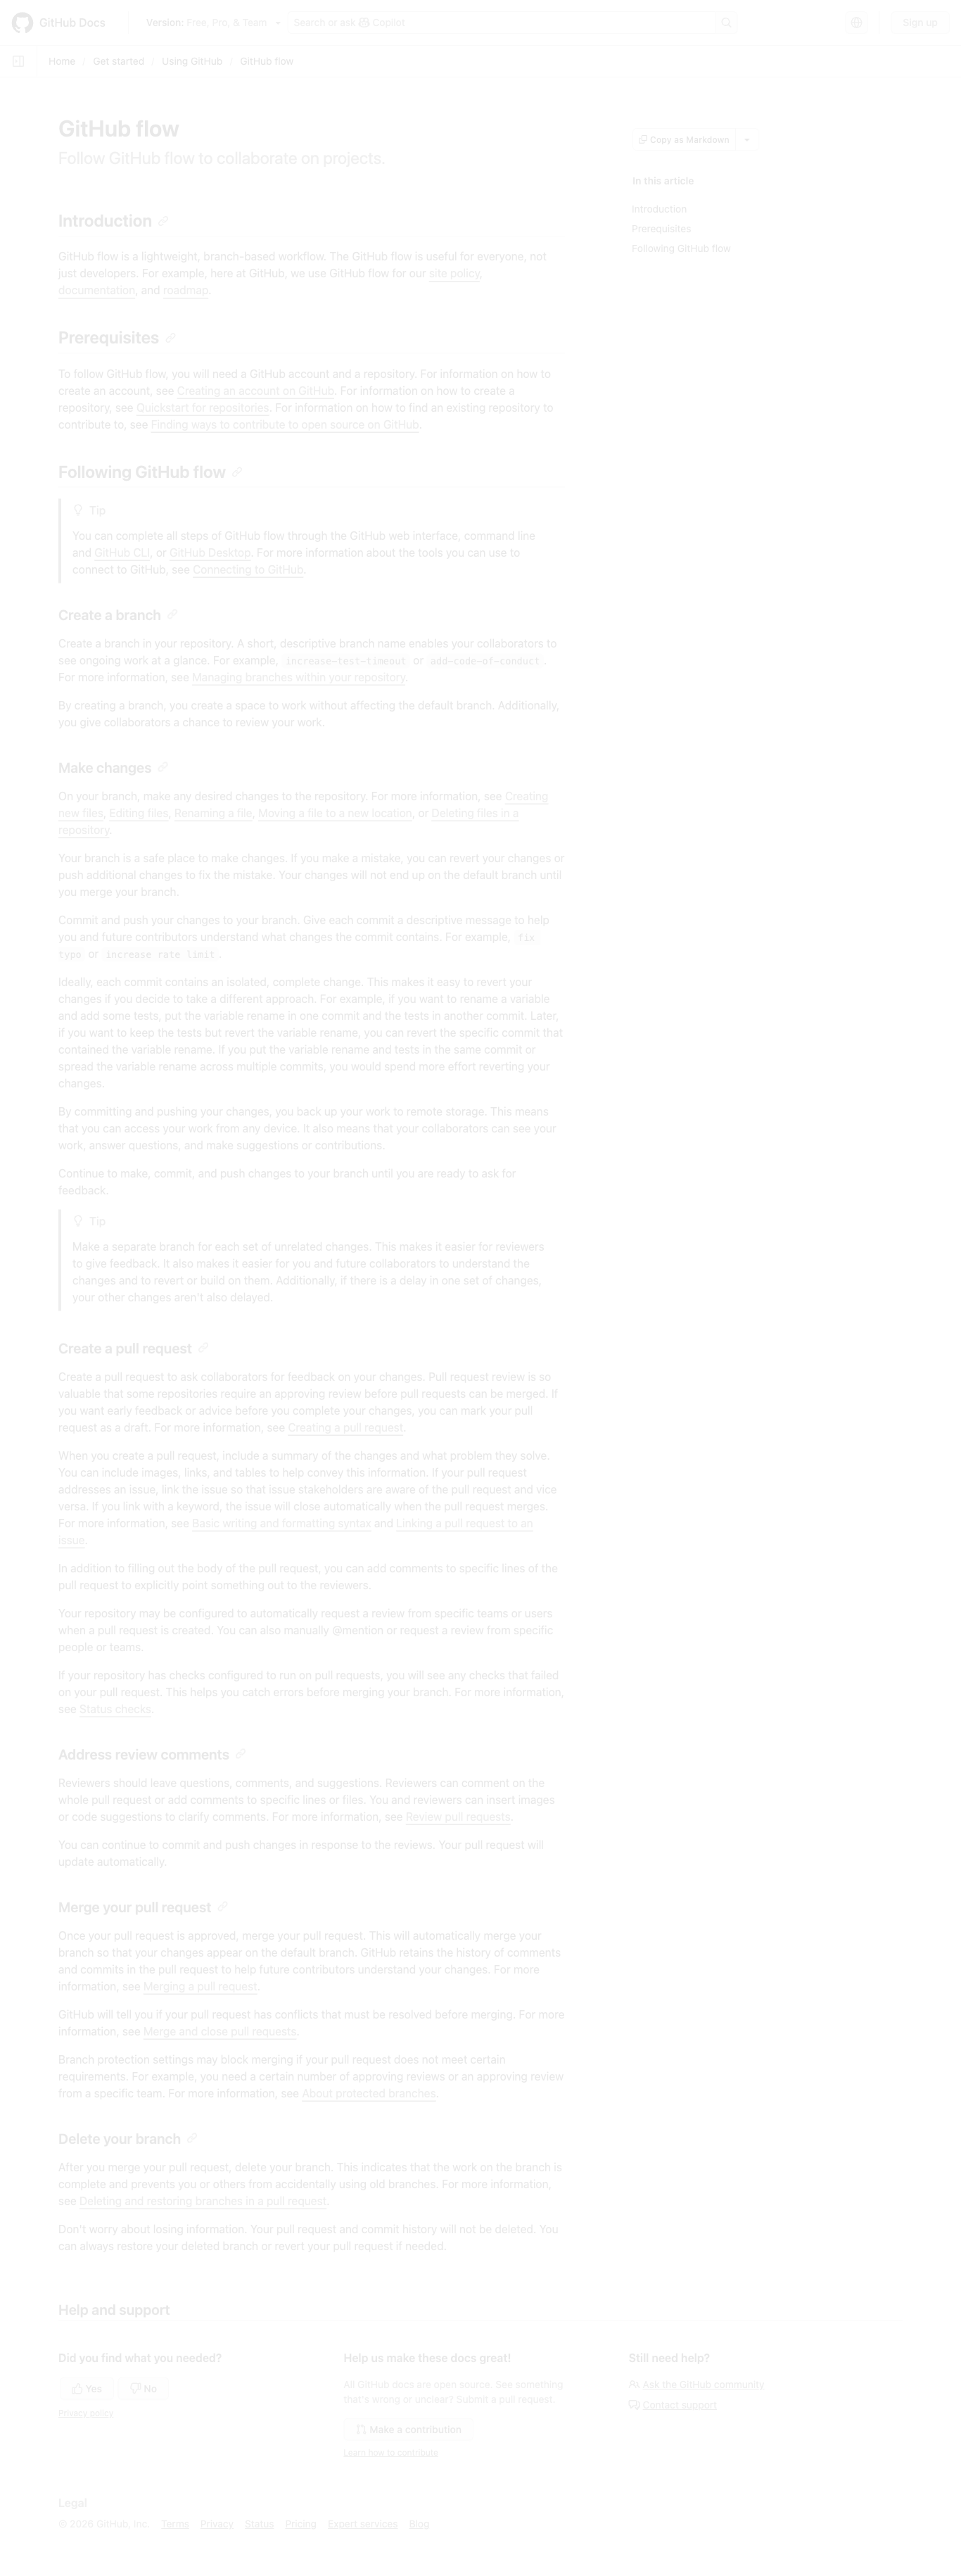 GitHub Docs
Version: Free, Pro, & Team
Search or ask Copilot
Sign up
Home / Get started / Using GitHub / GitHub flow
GitHub flow
Follow GitHub flow to collaborate on projects.
Copy as Markdown
In this article
Introduction
Prerequisites
Following GitHub flow
Introduction
GitHub flow is a lightweight, branch-based workflow. The GitHub flow is useful for everyone, not
just developers. For example, here at GitHub, we use GitHub flow for our site policy,
documentation, and roadmap.
Prerequisites
To follow GitHub flow, you will need a GitHub account and a repository. For information on how to
create an account, see Creating an account on GitHub. For information on how to create a
repository, see Quickstart for repositories. For information on how to find an existing repository to
contribute to, see Finding ways to contribute to open source on GitHub.
Following GitHub flow
Tip
You can complete all steps of GitHub flow through the GitHub web interface, command line
and GitHub CLI, or GitHub Desktop. For more information about the tools you can use to
connect to GitHub, see Connecting to GitHub.
Create a branch
Create a branch in your repository. A short, descriptive branch name enables your collaborators to
see ongoing work at a glance. For example, increase-test-timeout or add-code-of-conduct.
For more information, see Managing branches within your repository.
By creating a branch, you create a space to work without affecting the default branch. Additionally,
you give collaborators a chance to review your work.
Make changes
On your branch, make any desired changes to the repository. For more information, see Creating
new files, Editing files, Renaming a file, Moving a file to a new location, or Deleting files in a
repository.
Your branch is a safe place to make changes. If you make a mistake, you can revert your changes or
push additional changes to fix the mistake. Your changes will not end up on the default branch until
you merge your branch.
Commit and push your changes to your branch. Give each commit a descriptive message to help
you and future contributors understand what changes the commit contains. For example, fix
typo or increase rate limit.
Ideally, each commit contains an isolated, complete change. This makes it easy to revert your
changes if you decide to take a different approach. For example, if you want to rename a variable
and add some tests, put the variable rename in one commit and the tests in another commit. Later,
if you want to keep the tests but revert the variable rename, you can revert the specific commit that
contained the variable rename. If you put the variable rename and tests in the same commit or
spread the variable rename across multiple commits, you would spend more effort reverting your
changes.
By committing and pushing your changes, you back up your work to remote storage. This means
that you can access your work from any device. It also means that your collaborators can see your
work, answer questions, and make suggestions or contributions.
Continue to make, commit, and push changes to your branch until you are ready to ask for
feedback.
Tip
Make a separate branch for each set of unrelated changes. This makes it easier for reviewers
to give feedback. It also makes it easier for you and future collaborators to understand the
changes and to revert or build on them. Additionally, if there is a delay in one set of changes,
your other changes aren't also delayed.
Create a pull request
Create a pull request to ask collaborators for feedback on your changes. Pull request review is so
valuable that some repositories require an approving review before pull requests can be merged. If
you want early feedback or advice before you complete your changes, you can mark your pull
request as a draft. For more information, see Creating a pull request.
When you create a pull request, include a summary of the changes and what problem they solve.
You can include images, links, and tables to help convey this information. If your pull request
addresses an issue, link the issue so that issue stakeholders are aware of the pull request and vice
versa. If you link with a keyword, the issue will close automatically when the pull request merges.
For more information, see Basic writing and formatting syntax and Linking a pull request to an
issue.
In addition to filling out the body of the pull request, you can add comments to specific lines of the
pull request to explicitly point something out to the reviewers.
Your repository may be configured to automatically request a review from specific teams or users
when a pull request is created. You can also manually @mention or request a review from specific
people or teams.
If your repository has checks configured to run on pull requests, you will see any checks that failed
on your pull request. This helps you catch errors before merging your branch. For more information,
see Status checks.
Address review comments
Reviewers should leave questions, comments, and suggestions. Reviewers can comment on the
whole pull request or add comments to specific lines or files. You and reviewers can insert images
or code suggestions to clarify comments. For more information, see Review pull requests.
You can continue to commit and push changes in response to the reviews. Your pull request will
update automatically.
Merge your pull request
Once your pull request is approved, merge your pull request. This will automatically merge your
branch so that your changes appear on the default branch. GitHub retains the history of comments
and commits in the pull request to help future contributors understand your changes. For more
information, see Merging a pull request.
GitHub will tell you if your pull request has conflicts that must be resolved before merging. For more
information, see Merge and close pull requests.
Branch protection settings may block merging if your pull request does not meet certain
requirements. For example, you need a certain number of approving reviews or an approving review
from a specific team. For more information, see About protected branches.
Delete your branch
After you merge your pull request, delete your branch. This indicates that the work on the branch is
complete and prevents you or others from accidentally using old branches. For more information,
see Deleting and restoring branches in a pull request.
Don't worry about losing information. Your pull request and commit history will not be deleted. You
can always restore your deleted branch or revert your pull request if needed.
Help and support
Did you find what you needed?
Yes
No
Privacy policy
Help us make these docs great!
All GitHub docs are open source. See something
that's wrong or unclear? Submit a pull request.
Make a contribution
Learn how to contribute
Still need help?
Ask the GitHub community
Contact support
Legal
© 2026 GitHub, Inc. Terms Privacy Status Pricing Expert services Blog